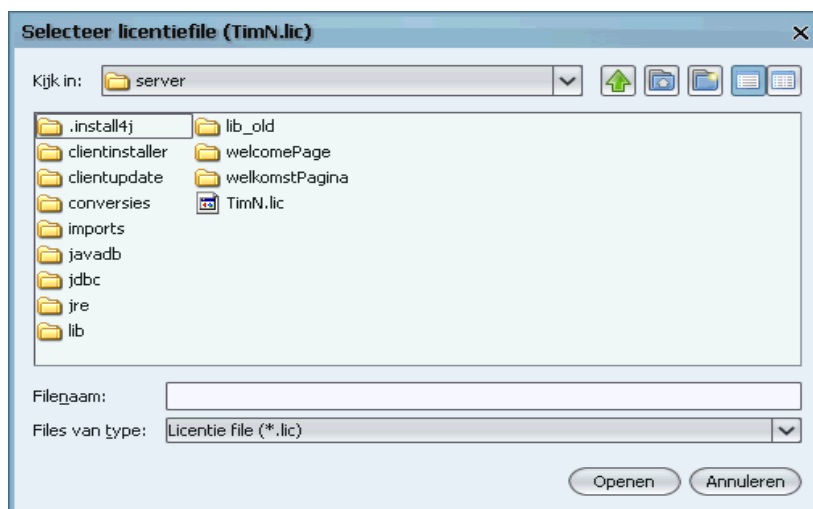 Selecteer licentiefile (TimN.lic)
Kijk in: server
.install4j lib_old
clientinstaller welcomePage
clientupdate welkomstPagina
conversies TimN.lic
imports
javadb
jdbc
jre
lib
Filenaam:
Files van type: Licentie file (*.lic)
Openen Annuleren